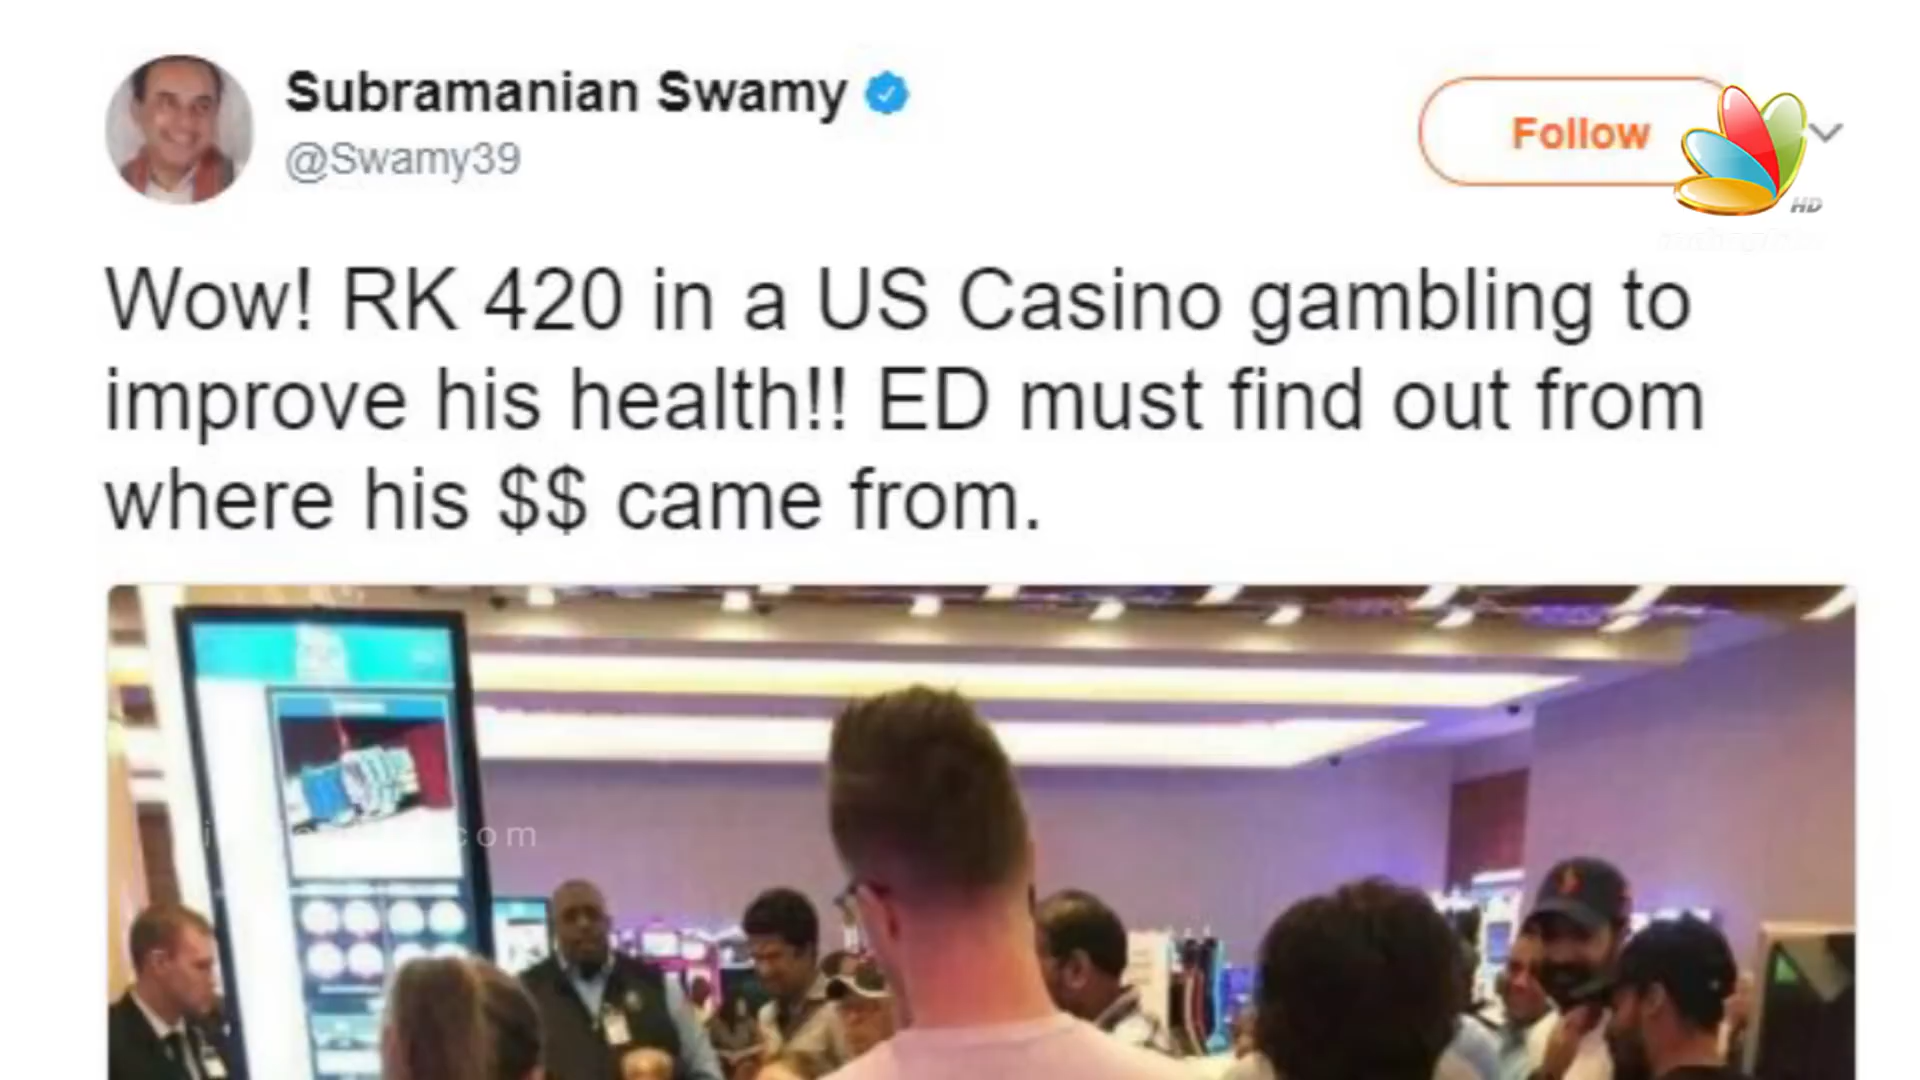 Subramanian Swamy
@Swamy39
Follow
HD
Wow! RK 420 in a US Casino gambling to
improve his health!! ED must find out from
where his $$ came from.